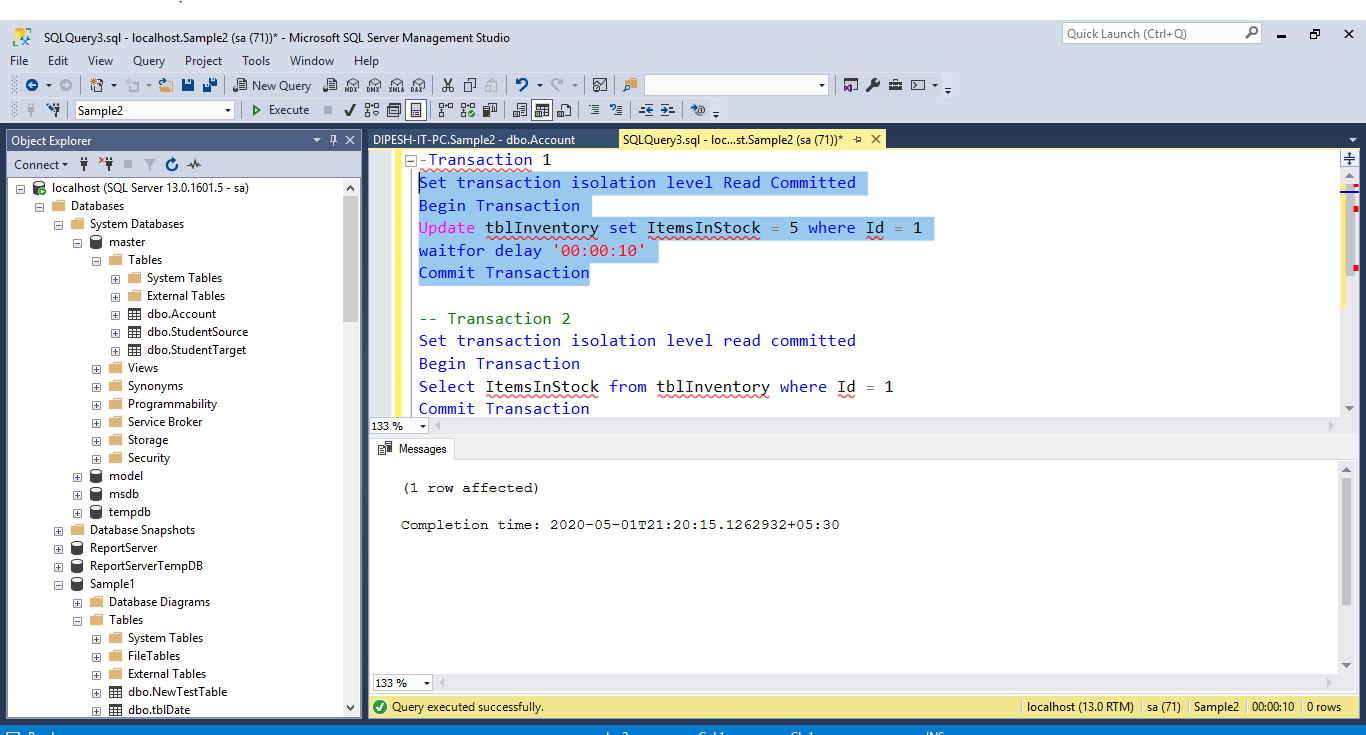 SQLQuery3.sql - localhost.Sample2 (sa (71))* - Microsoft SQL Server Management Studio
Quick Launch (Ctrl+Q)
File Edit View Query Project Tools Window Help
New Query MDX DMX XMLA DAX
Sample2 Execute
Object Explorer
DIPESH-IT-PC.Sample2 - dbo.Account SQLQuery3.sql - loc...st.Sample2 (sa (71))*
Connect
localhost (SQL Server 13.0.1601.5 - sa)
Databases
System Databases
master
Tables
System Tables
External Tables
dbo.Account
dbo.StudentSource
dbo.StudentTarget
Views
Synonyms
Programmability
Service Broker
Storage
Security
model
msdb
tempdb
Database Snapshots
ReportServer
ReportServerTempDB
Sample1
Database Diagrams
Tables
System Tables
FileTables
External Tables
dbo.NewTestTable
dbo.tblDate
-Transaction 1
Set transaction isolation level Read Committed
Begin Transaction
Update tblInventory set ItemsInStock = 5 where Id = 1
waitfor delay '00:00:10'
Commit Transaction
-- Transaction 2
Set transaction isolation level read committed
Begin Transaction
Select ItemsInStock from tblInventory where Id = 1
Commit Transaction
133 %
Messages
(1 row affected)
Completion time: 2020-05-01T21:20:15.1262932+05:30
133 %
Query executed successfully. localhost (13.0 RTM) sa (71) Sample2 00:00:10 0 rows